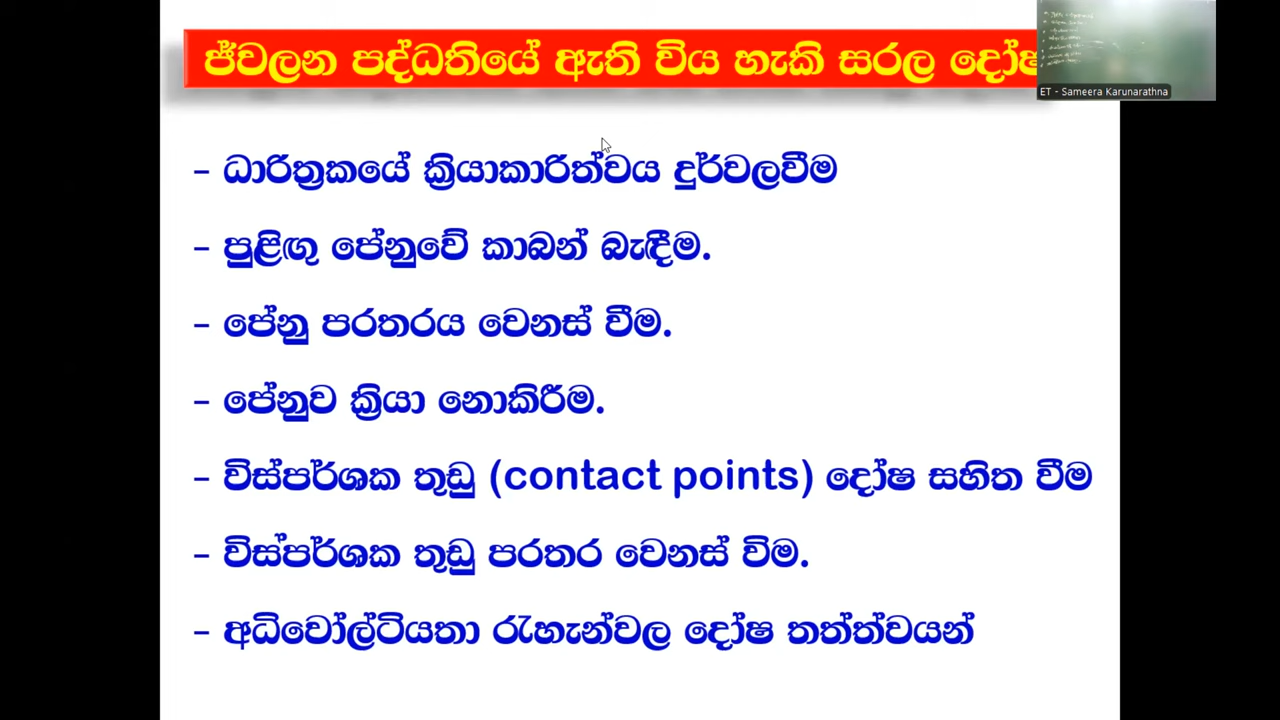 ජ්වලන පද්ධතියේ ඇති විය හැකි සරල දෝෂ
ET - Sameera Karunarathna
- ධාරිත්‍රකයේ ක්‍රියාකාරිත්වය දුර්වලවීම
- පුළිඟු පේනුවේ කාබන් බැඳීම.
- පේනු පරතරය වෙනස් වීම.
- පේනුව ක්‍රියා නොකිරීම.
- විස්පර්ශක තුඩු (contact points) දෝෂ සහිත වීම
- විස්පර්ශක තුඩු පරතර වෙනස් විම.
- අධිවෝල්ටියතා රැහැන්වල දෝෂ තත්ත්වයන්